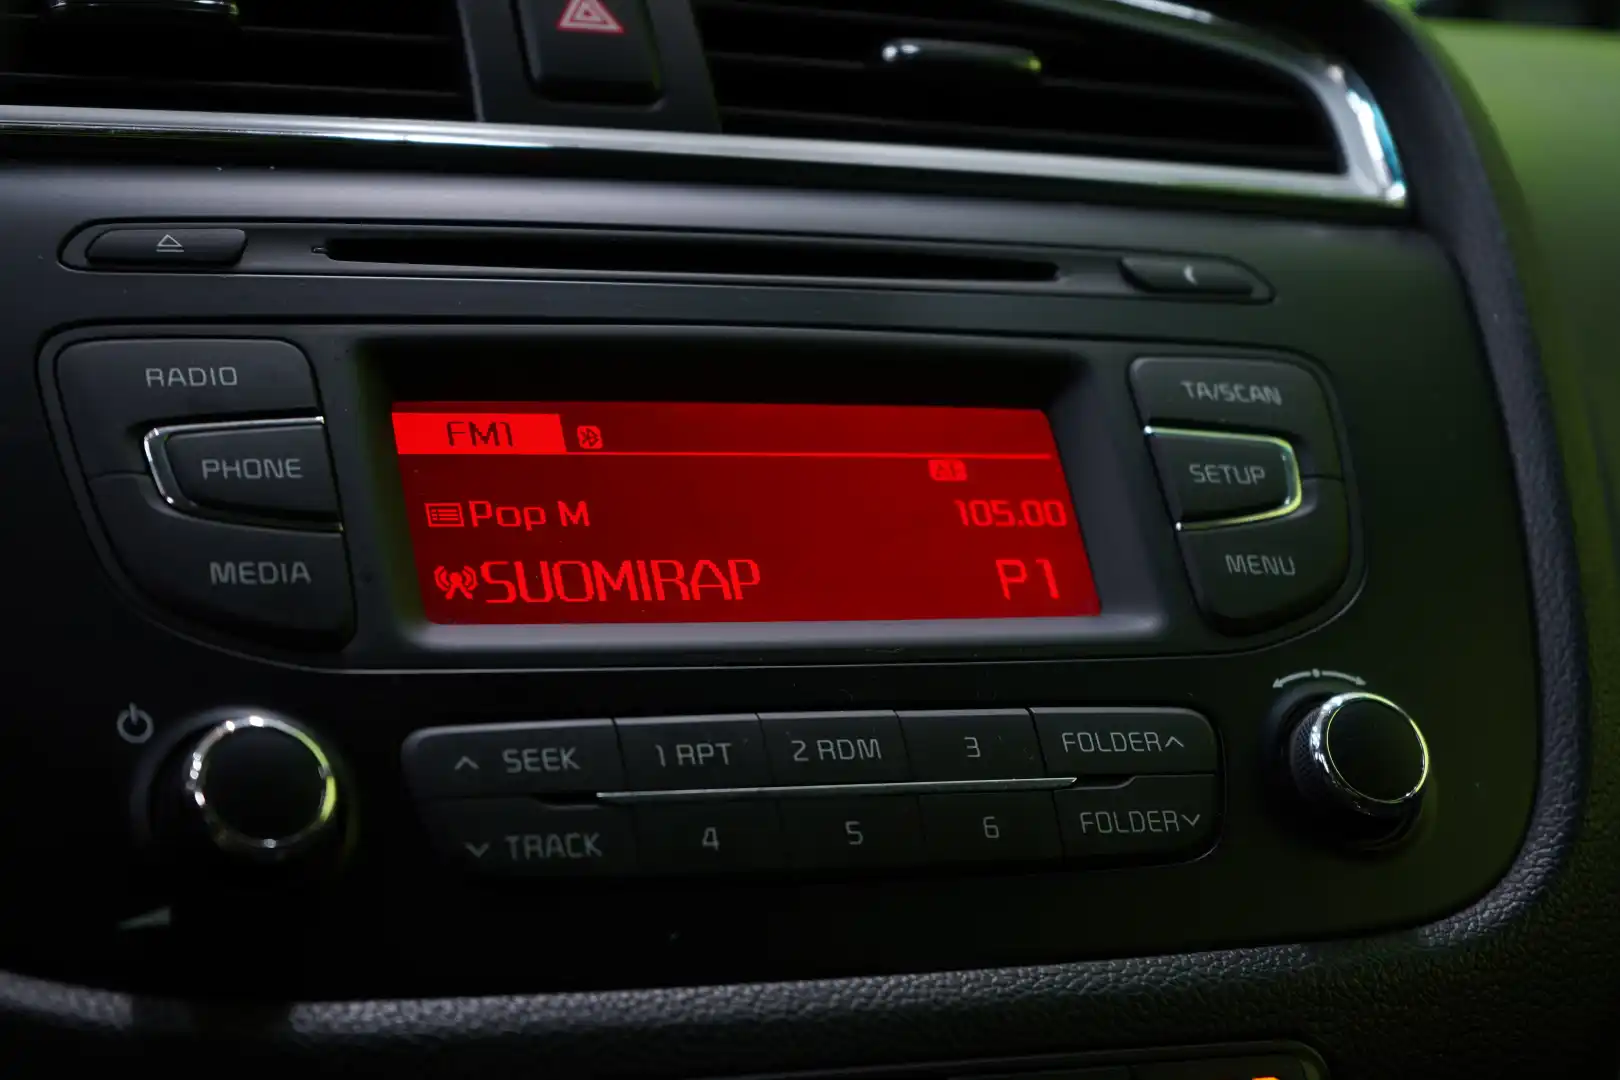 RADIO
PHONE
MEDIA
FM1
AF
Pop M 105.00
SUOMIRAP P1
TA/SCAN
SETUP
MENU
SEEK 1 RPT 2 RDM 3 FOLDER
TRACK 4 5 6 FOLDER